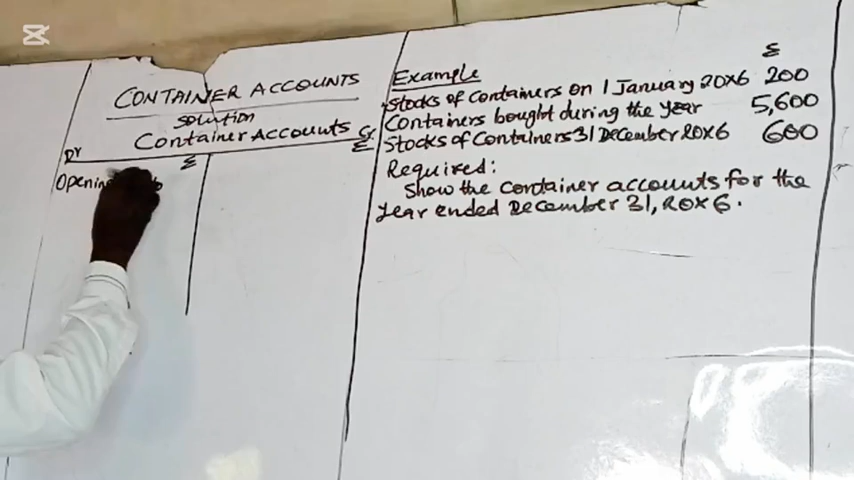 CONTAINER ACCOUNTS
Solution
Container Accounts
Dr
Cr
£
£
Opening
Example
£
Stocks of Containers on 1 January 20X6 200
Containers bought during the year 5,600
Stocks of Containers 31 December 20X6 600
Required:
Show the container accounts for the
year ended December 31, 20X6.